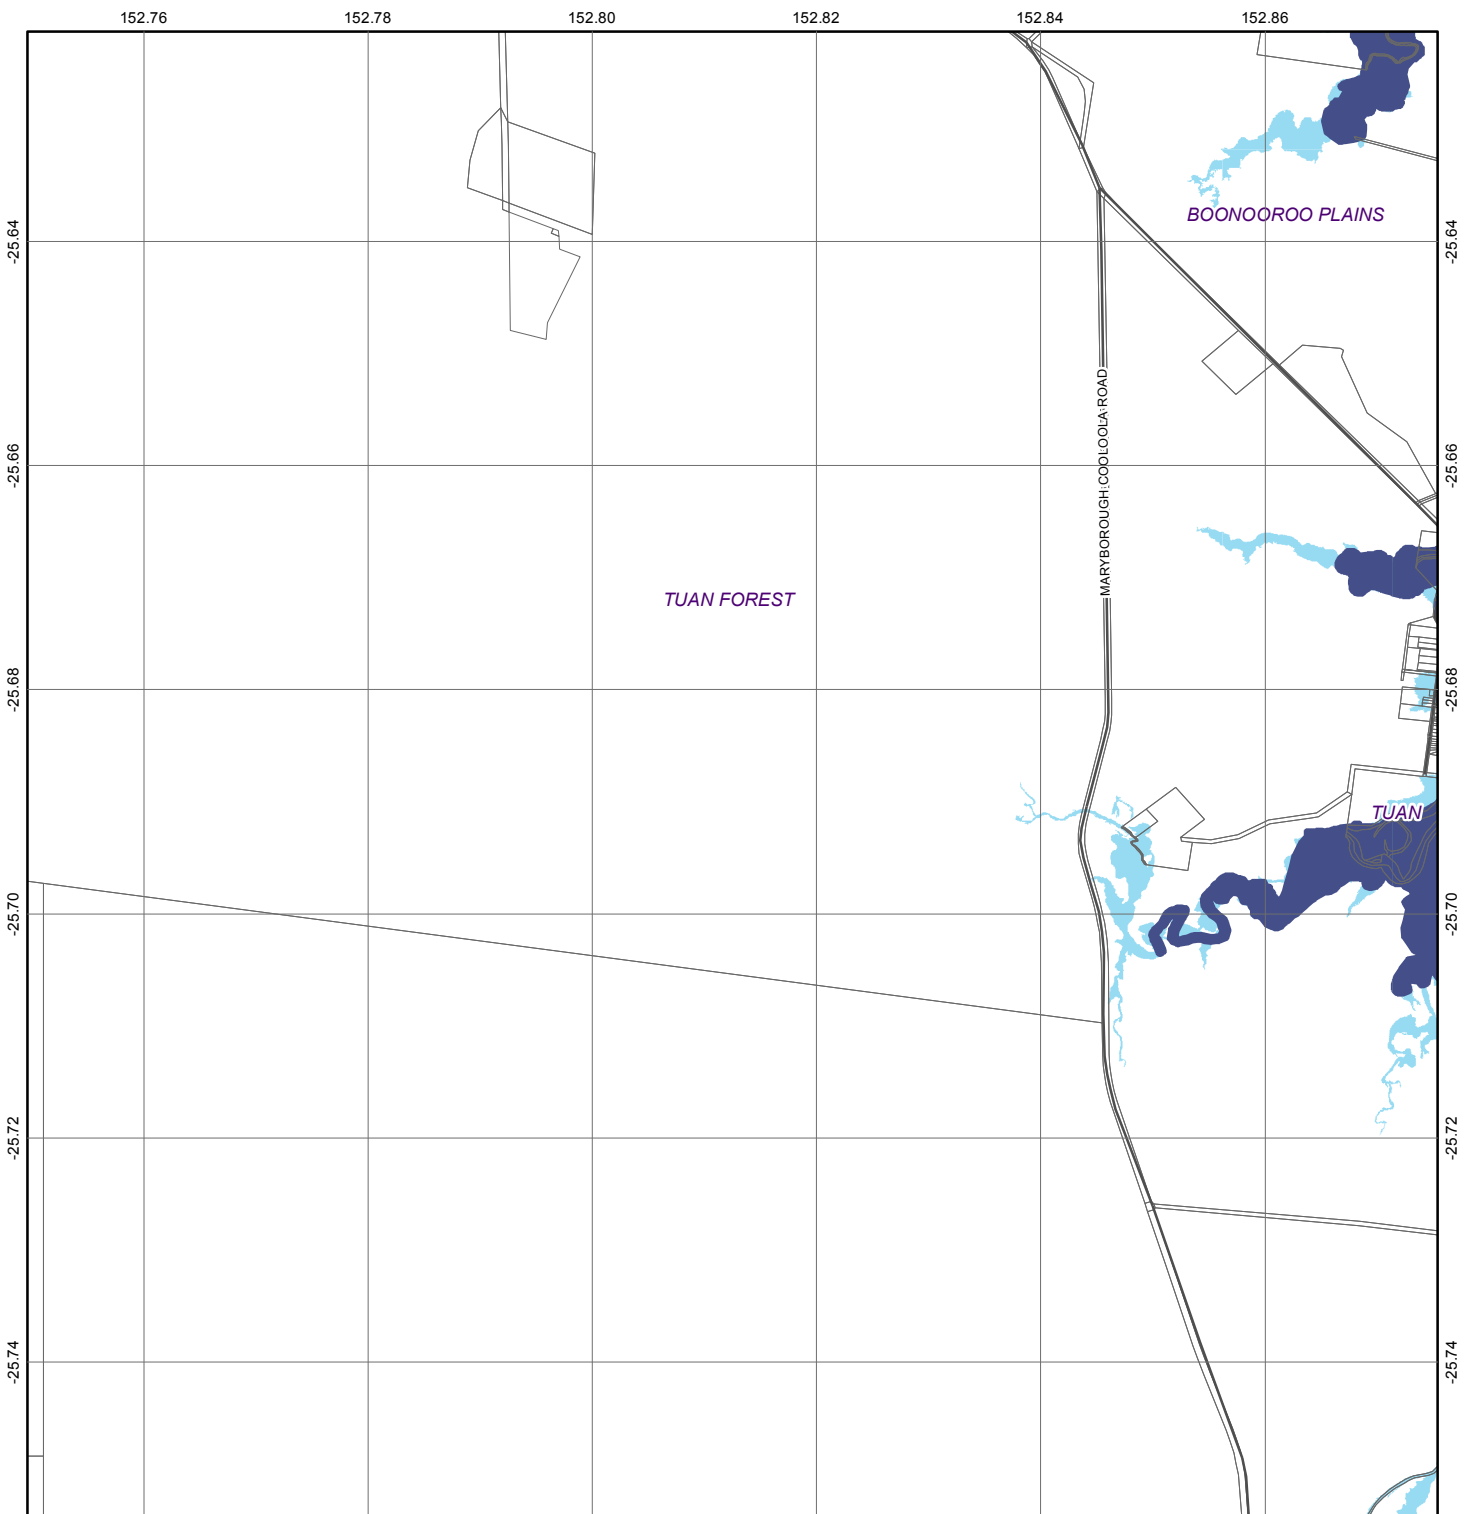 152.76 152.78 152.80 152.82 152.84 152.86
BOONOOROO PLAINS
-25.64 -25.64
MARYBOROUGH COOLOOLA ROAD
-25.66 -25.66
TUAN FOREST
-25.68 -25.68
TUAN
-25.70 -25.70
-25.72 -25.72
-25.74 -25.74